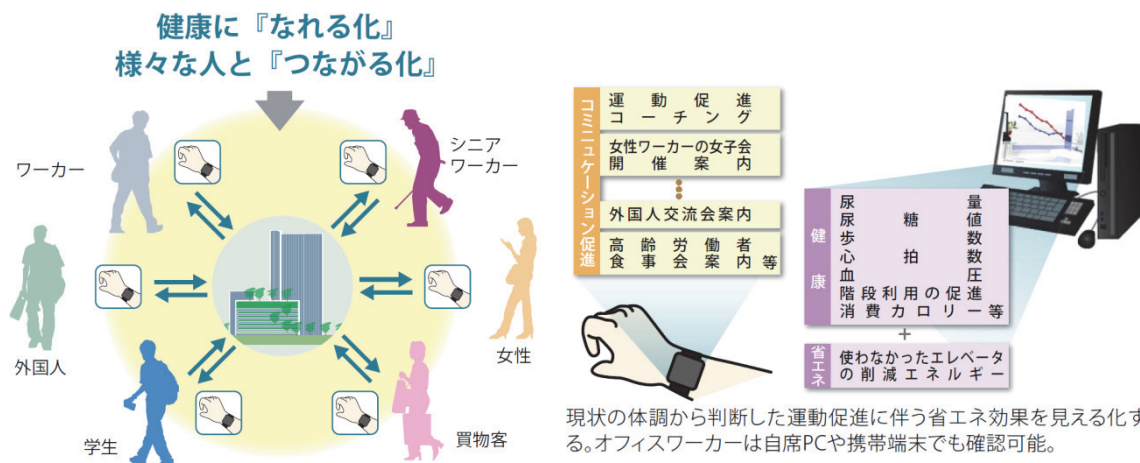 健康に『なれる化』
様々な人と『つながる化』
ワーカー
シニア
ワーカー
外国人
女性
学生
買物客
コミニュケーション促進
運動促進
コーチング
女性ワーカーの女子会
開催案内
外国人交流会案内
高齢労働者
食事会案内等
健康
尿量
尿糖値
歩数
心拍数
血圧
階段利用の促進
消費カロリー等
+
省エネ
使わなかったエレベータ
の削減エネルギー
現状の体調から判断した運動促進に伴う省エネ効果を見える化す
る。オフィスワーカーは自席PCや携帯端末でも確認可能。